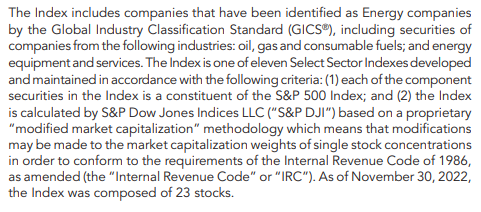 The Index includes companies that have been identified as Energy companies
by the Global Industry Classification Standard (GICS®), including securities of
companies from the following industries: oil, gas and consumable fuels; and energy
equipment and services. The Index is one of eleven Select Sector Indexes developed
and maintained in accordance with the following criteria: (1) each of the component
securities in the Index is a constituent of the S&P 500 Index; and (2) the Index
is calculated by S&P Dow Jones Indices LLC (“S&P DJI”) based on a proprietary
“modified market capitalization” methodology which means that modifications
may be made to the market capitalization weights of single stock concentrations
in order to conform to the requirements of the Internal Revenue Code of 1986,
as amended (the “Internal Revenue Code” or “IRC”). As of November 30, 2022,
the Index was composed of 23 stocks.